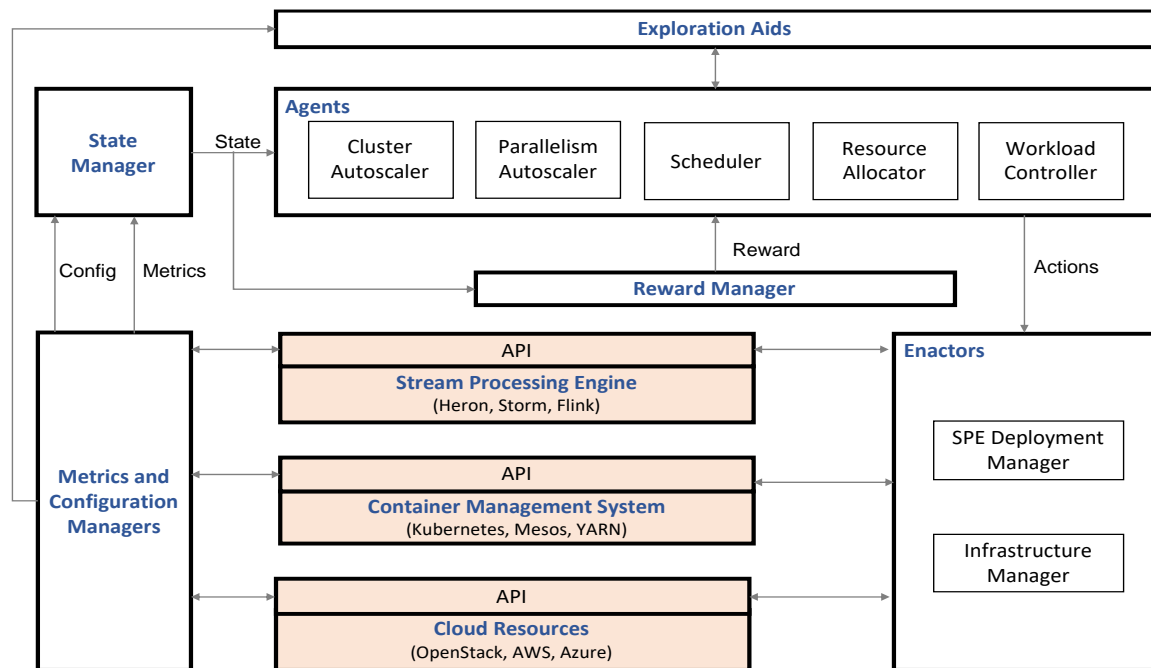 Exploration Aids
State
Manager
State
Agents
Cluster
Autoscaler
Parallelism
Autoscaler
Scheduler
Resource
Allocator
Workload
Controller
Config
Metrics
Reward
Actions
Reward Manager
Metrics and
Configuration
Managers
API
Stream Processing Engine
(Heron, Storm, Flink)
API
Container Management System
(Kubernetes, Mesos, YARN)
API
Cloud Resources
(OpenStack, AWS, Azure)
Enactors
SPE Deployment
Manager
Infrastructure
Manager